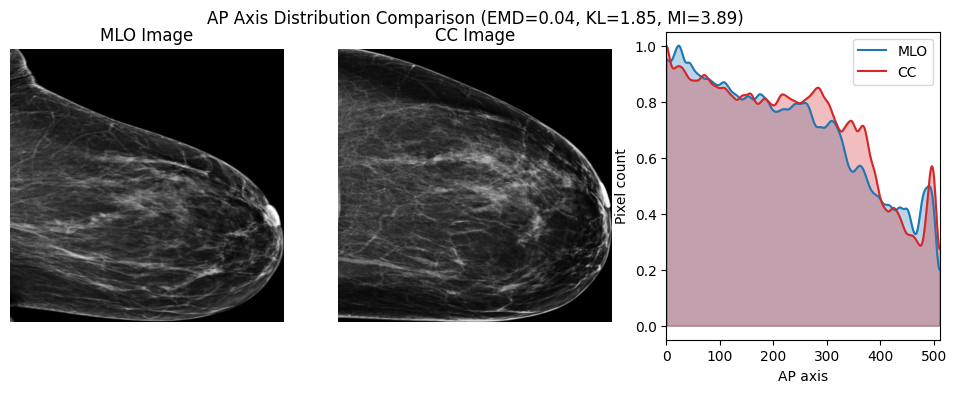 AP Axis Distribution Comparison (EMD=0.04, KL=1.85, MI=3.89)
MLO Image
CC Image
MLO
CC
1.0
0.8
0.6
0.4
0.2
0.0
Pixel count
0 100 200 300 400 500
AP axis